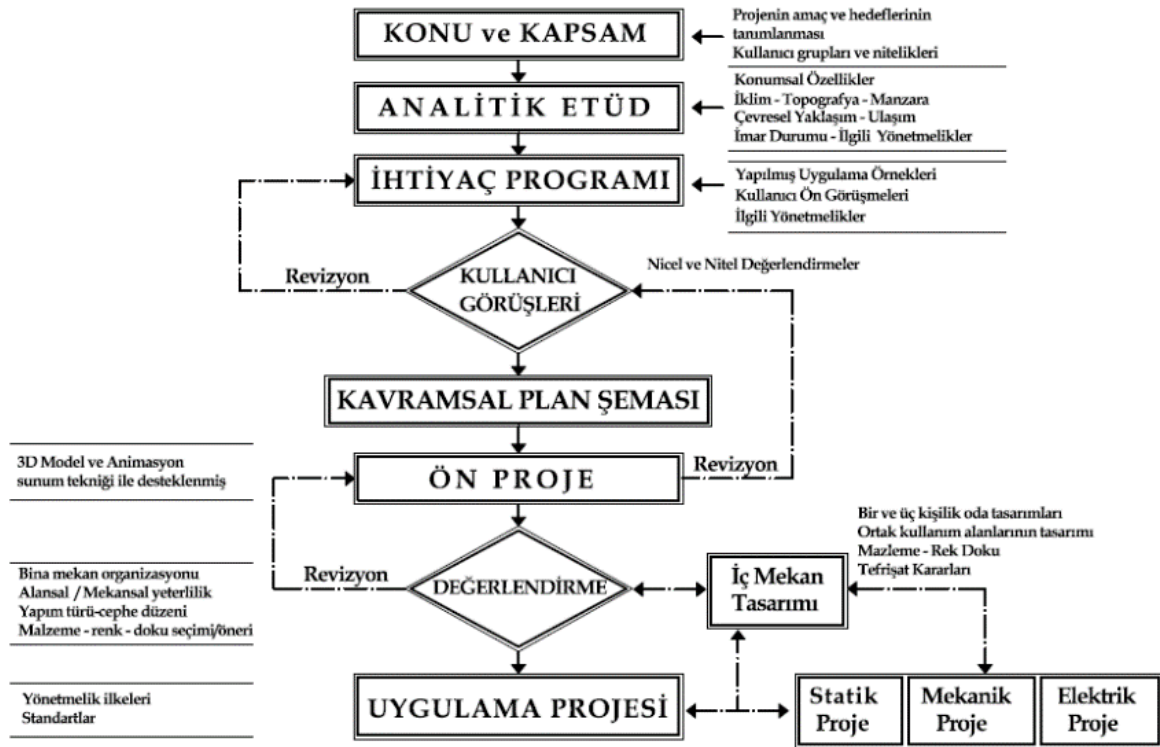 KONU ve KAPSAM
Projenin amaç ve hedeflerinin
tanımlanması
Kullanıcı grupları ve nitelikleri
ANALİTİK ETÜD
Konumsal Özellikler
İklim - Topografya - Manzara
Çevresel Yaklaşım - Ulaşım
İmar Durumu - İlgili Yönetmelikler
İHTİYAÇ PROGRAMI
Yapılmış Uygulama Örnekleri
Kullanıcı Ön Görüşmeleri
İlgili Yönetmelikler
Revizyon
KULLANICI
GÖRÜŞLERİ
Nicel ve Nitel Değerlendirmeler
KAVRAMSAL PLAN ŞEMASI
3D Model ve Animasyon
sunum tekniği ile desteklenmiş
ÖN PROJE
Revizyon
Bina mekan organizasyonu
Alansal / Mekansal yeterlilik
Yapım türü-cephe düzeni
Malzeme - renk - doku seçimi/öneri
Revizyon
DEĞERLENDİRME
İç Mekan
Tasarımı
Bir ve üç kişilik oda tasarımları
Ortak kullanım alanlarının tasarımı
Mazleme - Rek Doku
Tefrişat Kararları
Yönetmelik ilkeleri
Standartlar
UYGULAMA PROJESİ
Statik
Proje
Mekanik
Proje
Elektrik
Proje